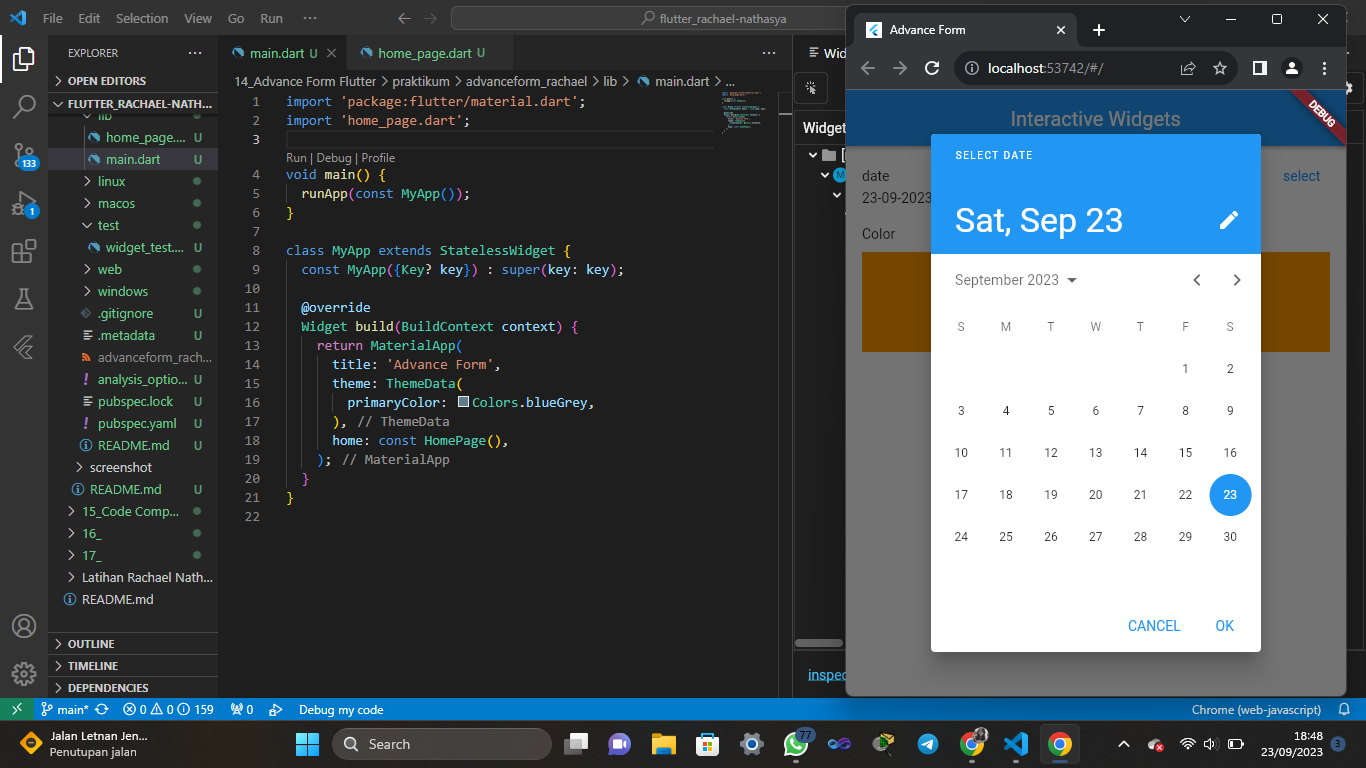 File Edit Selection View Go Run ···
flutter_rachael-nathasya
EXPLORER
OPEN EDITORS
FLUTTER_RACHAEL-NATH...
lib
home_page.... U
main.dart U
linux
macos
test
widget_test.... U
web
windows
.gitignore U
.metadata U
advanceform_rach...
analysis_optio... U
pubspec.lock U
pubspec.yaml U
README.md U
screenshot
README.md U
15_Code Comp...
16_
17_
Latihan Rachael Nath...
README.md
OUTLINE
TIMELINE
DEPENDENCIES
133
1
main.dart U
home_page.dart U
14_Advance Form Flutter > praktikum > advanceform_rachael > lib > main.dart > ...
1 import 'package:flutter/material.dart';
2 import 'home_page.dart';
3
Run | Debug | Profile
4 void main() {
5 runApp(const MyApp());
6 }
7
8 class MyApp extends StatelessWidget {
9 const MyApp({Key? key}) : super(key: key);
10
11 @override
12 Widget build(BuildContext context) {
13 return MaterialApp(
14 title: 'Advance Form',
15 theme: ThemeData(
16 primaryColor: Colors.blueGrey,
17 ), // ThemeData
18 home: const HomePage(),
19 ); // MaterialApp
20 }
21 }
22
Wid
Widget
[
M
inspec
Advance Form
localhost:53742/#/
Interactive Widgets
DEBUG
date
select
23-09-2023
Color
SELECT DATE
Sat, Sep 23
September 2023
S M T W T F S
1 2
3 4 5 6 7 8 9
10 11 12 13 14 15 16
17 18 19 20 21 22 23
24 25 26 27 28 29 30
CANCEL OK
main* 0 0 159 0 Debug my code
Chrome (web-javascript)
Jalan Letnan Jen...
Penutupan jalan
Search
77
18:48
23/09/2023
3